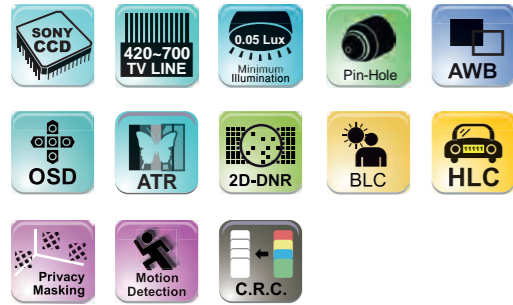 SONY
CCD
420~700
TV LINE
0.05 Lux
Minimum
Illumination
Pin-Hole
AWB
OSD
ATR
2D-DNR
BLC
11111
HLC
Privacy
Masking
Motion
Detection
C.R.C.